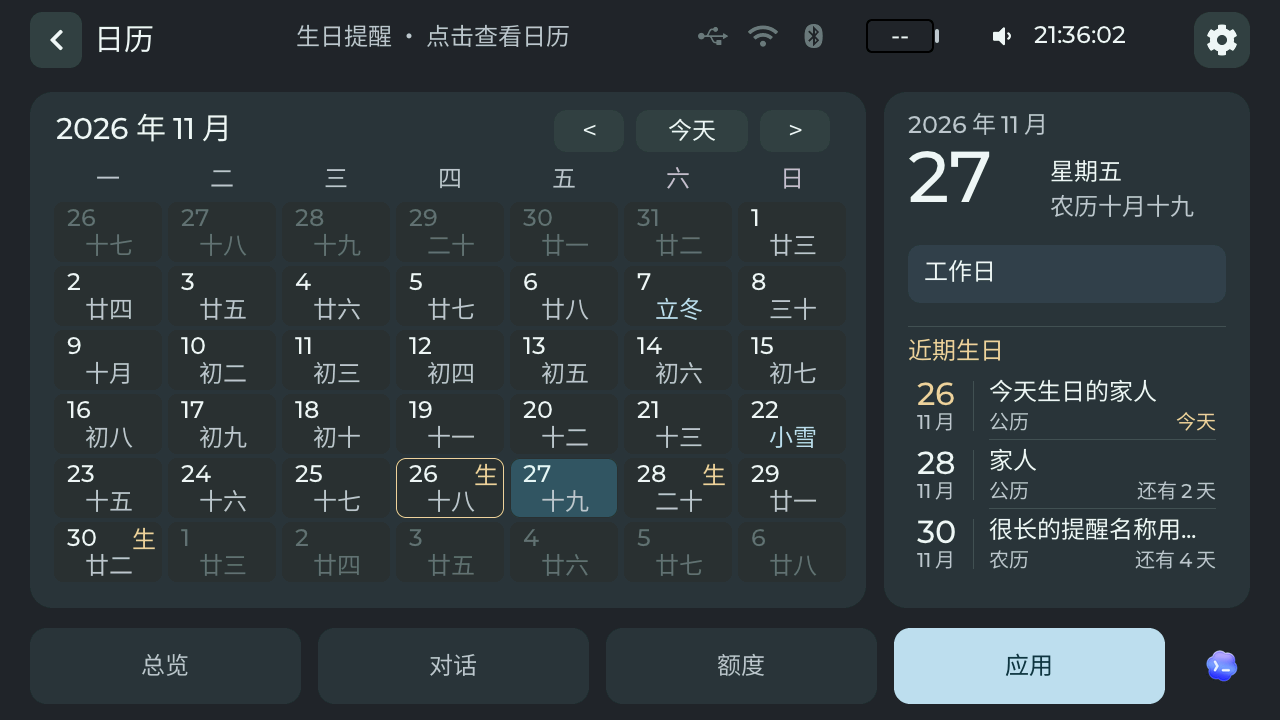 日历
生日提醒 • 点击查看日历
--
21:36:02
2026 年 11 月
<
今天
>
一 二 三 四 五 六 日
26 27 28 29 30 31 1
十七 十八 十九 二十 廿一 廿二 廿三
2 3 4 5 6 7 8
廿四 廿五 廿六 廿七 廿八 立冬 三十
9 10 11 12 13 14 15
十月 初二 初三 初四 初五 初六 初七
16 17 18 19 20 21 22
初八 初九 初十 十一 十二 十三 小雪
23 24 25 26 生 27 28 生 29
十五 十六 十七 十八 十九 二十 廿一
30 生 1 2 3 4 5 6
廿二 廿三 廿四 廿五 廿六 廿七 廿八
2026 年 11 月
27
星期五
农历十月十九
工作日
近期生日
26 今天生日的家人
11 月 公历 今天
28 家人
11 月 公历 还有 2 天
30 很长的提醒名称用...
11 月 农历 还有 4 天
总览
对话
额度
应用